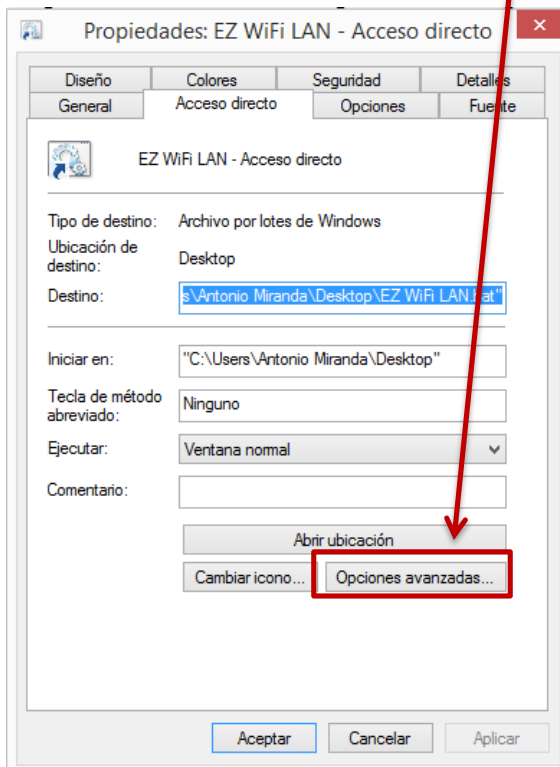 Propiedades: EZ WiFi LAN - Acceso directo
Diseño Colores Seguridad Detalles
General Acceso directo Opciones Fuente
EZ WiFi LAN - Acceso directo
Tipo de destino: Archivo por lotes de Windows
Ubicación de
destino: Desktop
Destino: s\Antonio Miranda\Desktop\EZ WiFi LAN.bat"
Iniciar en: "C:\Users\Antonio Miranda\Desktop"
Tecla de método
abreviado: Ninguno
Ejecutar: Ventana normal
Comentario:
Abrir ubicación
Cambiar icono... Opciones avanzadas...
Aceptar Cancelar Aplicar